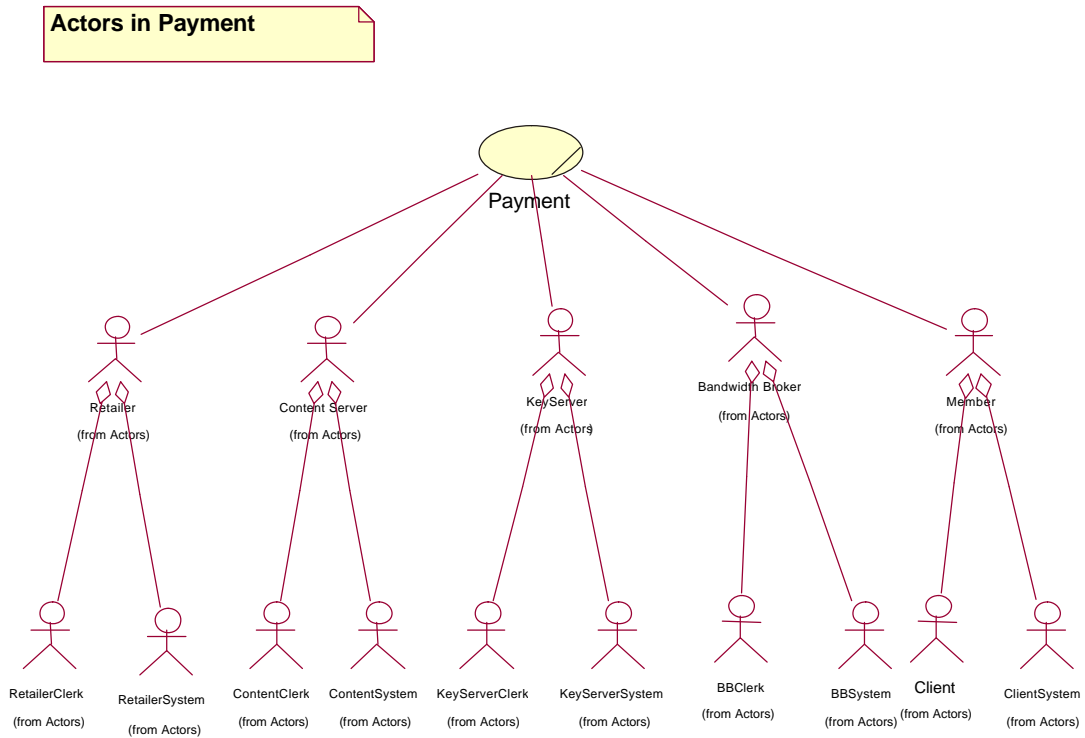 Actors in Payment
Payment
Retailer
(from Actors)
Content Server
(from Actors)
KeyServer
(from Actors)
Bandwidth Broker
(from Actors)
Member
(from Actors)
RetailerClerk
(from Actors)
RetailerSystem
(from Actors)
ContentClerk
(from Actors)
ContentSystem
(from Actors)
KeyServerClerk
(from Actors)
KeyServerSystem
(from Actors)
BBClerk
(from Actors)
BBSystem
(from Actors)
Client
(from Actors)
ClientSystem
(from Actors)